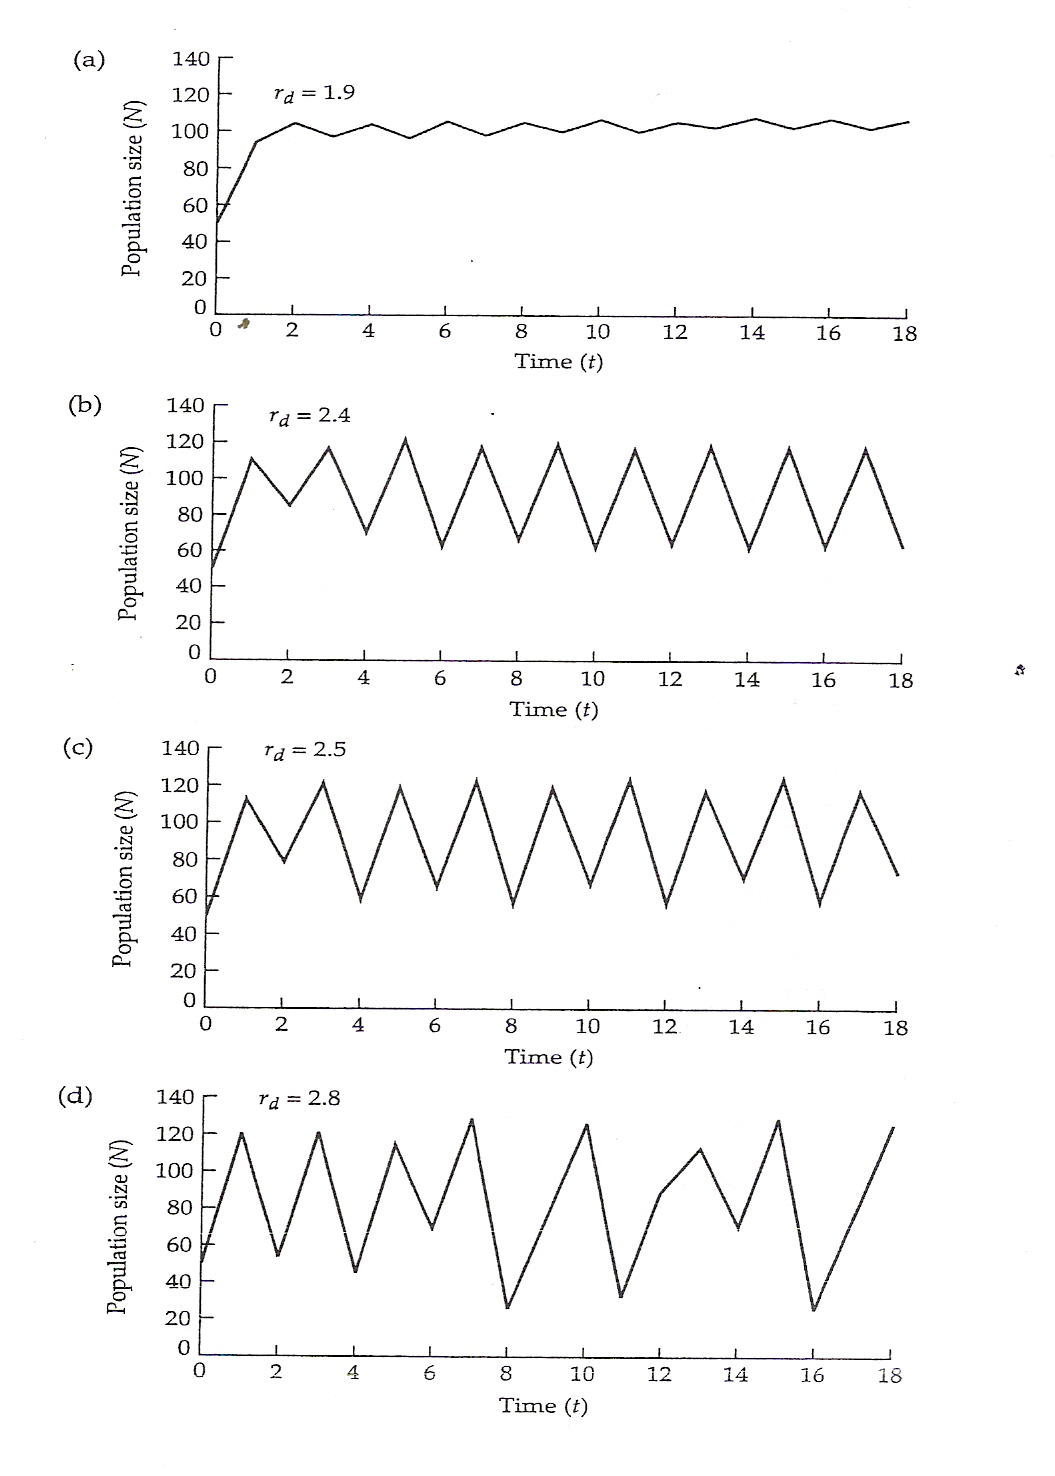 (a)
140
120
100
80
60
40
20
0
r_d = 1.9
Population size (N)
0 2 4 6 8 10 12 14 16 18
Time (t)
(b)
140
120
100
80
60
40
20
0
r_d = 2.4
Population size (N)
0 2 4 6 8 10 12 14 16 18
Time (t)
(c)
140
120
100
80
60
40
20
0
r_d = 2.5
Population size (N)
0 2 4 6 8 10 12 14 16 18
Time (t)
(d)
140
120
100
80
60
40
20
0
r_d = 2.8
Population size (N)
0 2 4 6 8 10 12 14 16 18
Time (t)